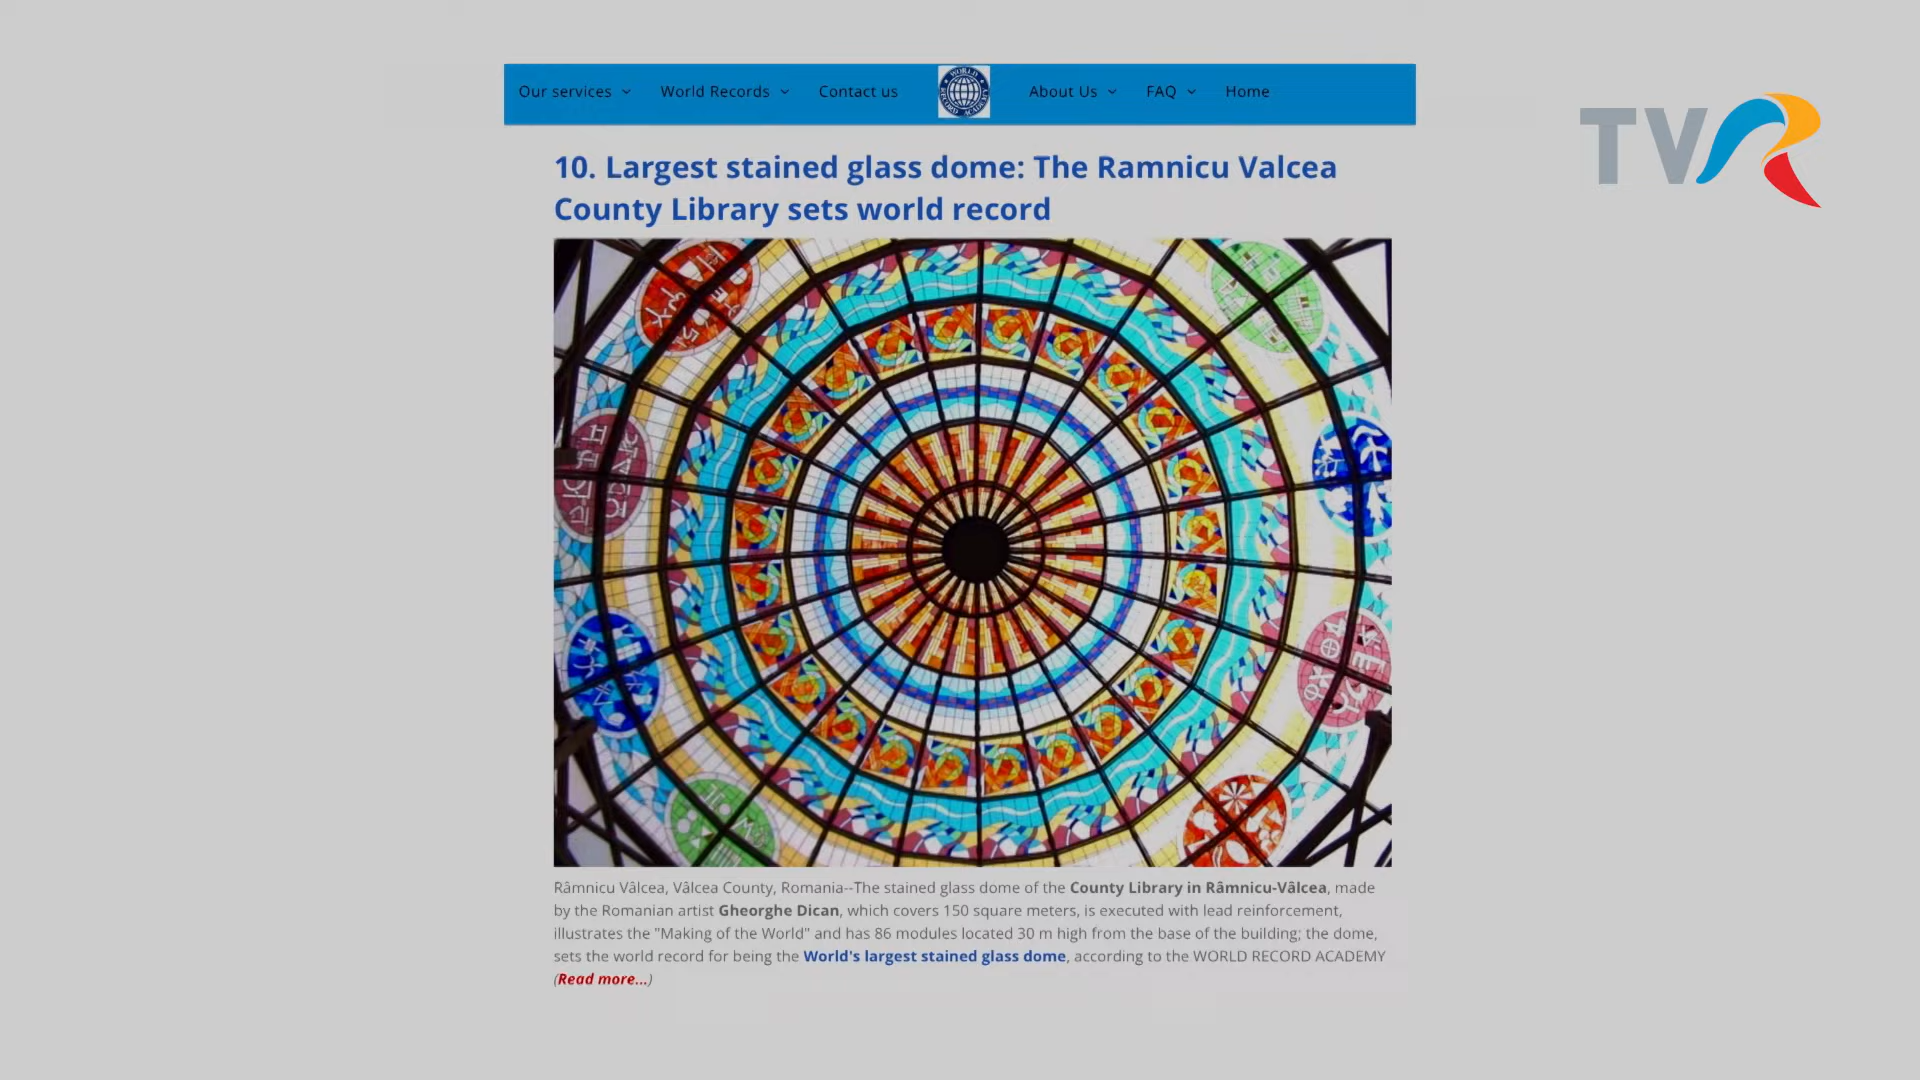 Our services World Records Contact us WORLD RECORD ACADEMY About Us FAQ Home
TVR
10. Largest stained glass dome: The Ramnicu Valcea
County Library sets world record
Râmnicu Vâlcea, Vâlcea County, Romania--The stained glass dome of the County Library in Râmnicu-Vâlcea, made
by the Romanian artist Gheorghe Dican, which covers 150 square meters, is executed with lead reinforcement,
illustrates the "Making of the World" and has 86 modules located 30 m high from the base of the building; the dome,
sets the world record for being the World's largest stained glass dome, according to the WORLD RECORD ACADEMY
(Read more...)